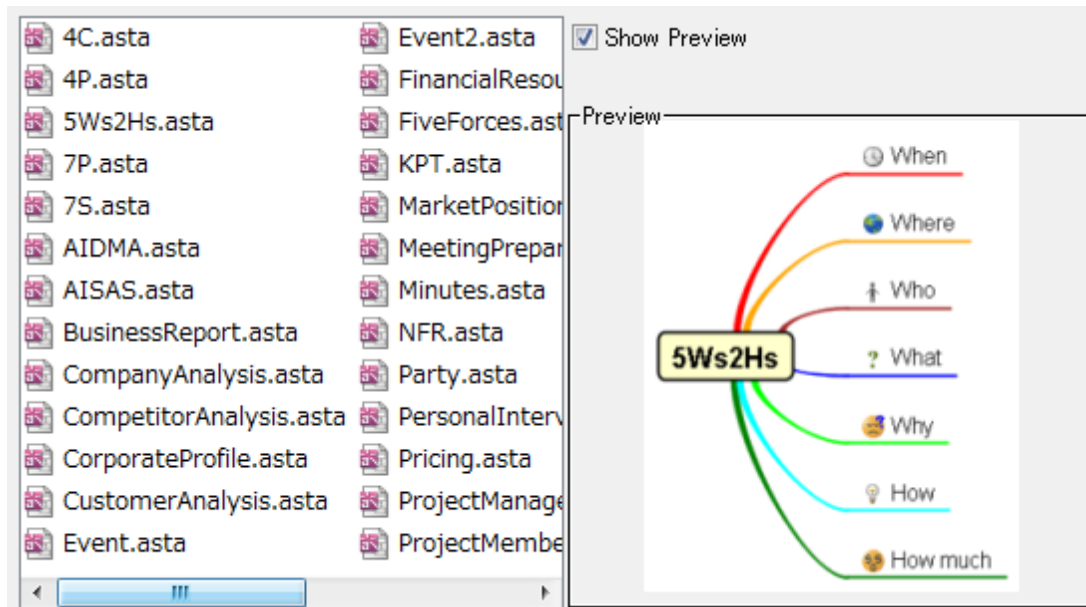 4C.asta
4P.asta
5Ws2Hs.asta
7P.asta
7S.asta
AIDMA.asta
AISAS.asta
BusinessReport.asta
CompanyAnalysis.asta
CompetitorAnalysis.asta
CorporateProfile.asta
CustomerAnalysis.asta
Event.asta
Event2.asta
FinancialResou
FiveForces.ast
KPT.asta
MarketPosition
MeetingPrepar
Minutes.asta
NFR.asta
Party.asta
PersonalInterv
Pricing.asta
ProjectManage
ProjectMembe
Show Preview
Preview
When
Where
Who
5Ws2Hs
What
Why
How
How much